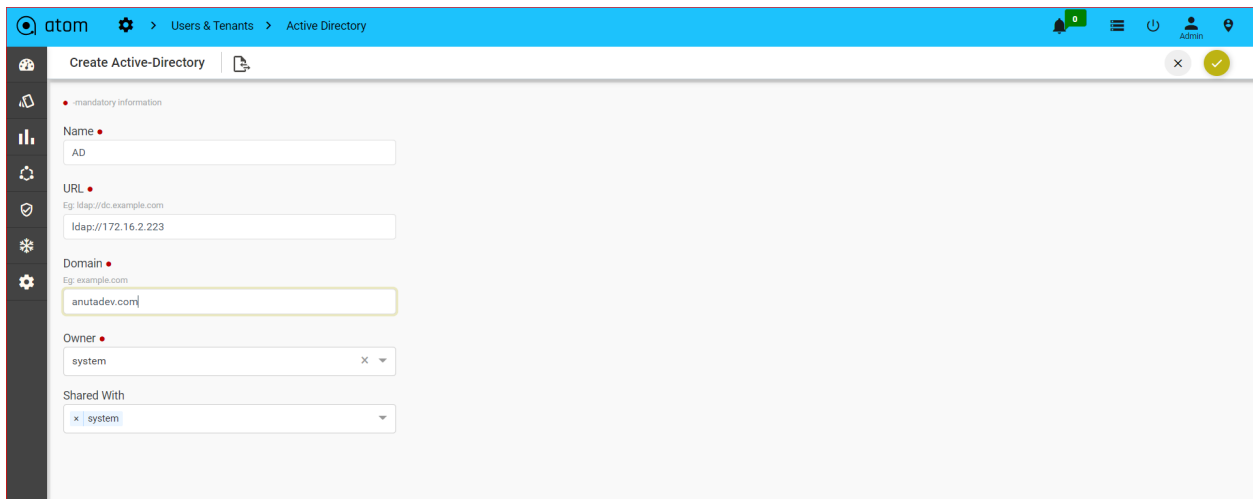 atom > Users & Tenants > Active Directory 0 Admin
Create Active-Directory
-mandatory information
Name
AD
URL
Eg: ldap://dc.example.com
ldap://172.16.2.223
Domain
Eg: example.com
anutadev.com
Owner
system
Shared With
× system